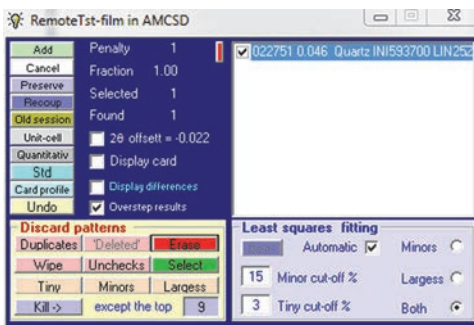 RemoteTst-film in AMCSD
Add
Cancel
Preserve
Recoup
Old session
Unit-cell
Quantitativ
Std
Card profile
Undo
Penalty 1
Fraction 1.00
Selected 1
Found 1
2θ offsett = -0.022
Display card
Display differences
Overstep results
022751 0.046 Quartz INI593700 LIN252
Discard patterns
Duplicates 'Deleted' Erase
Wipe Unchecks Select
Tiny Minors Largess
Kill -> except the top 9
Least squares fitting
Automatic Minors
15 Minor cut-off % Largess
3 Tiny cut-off % Both